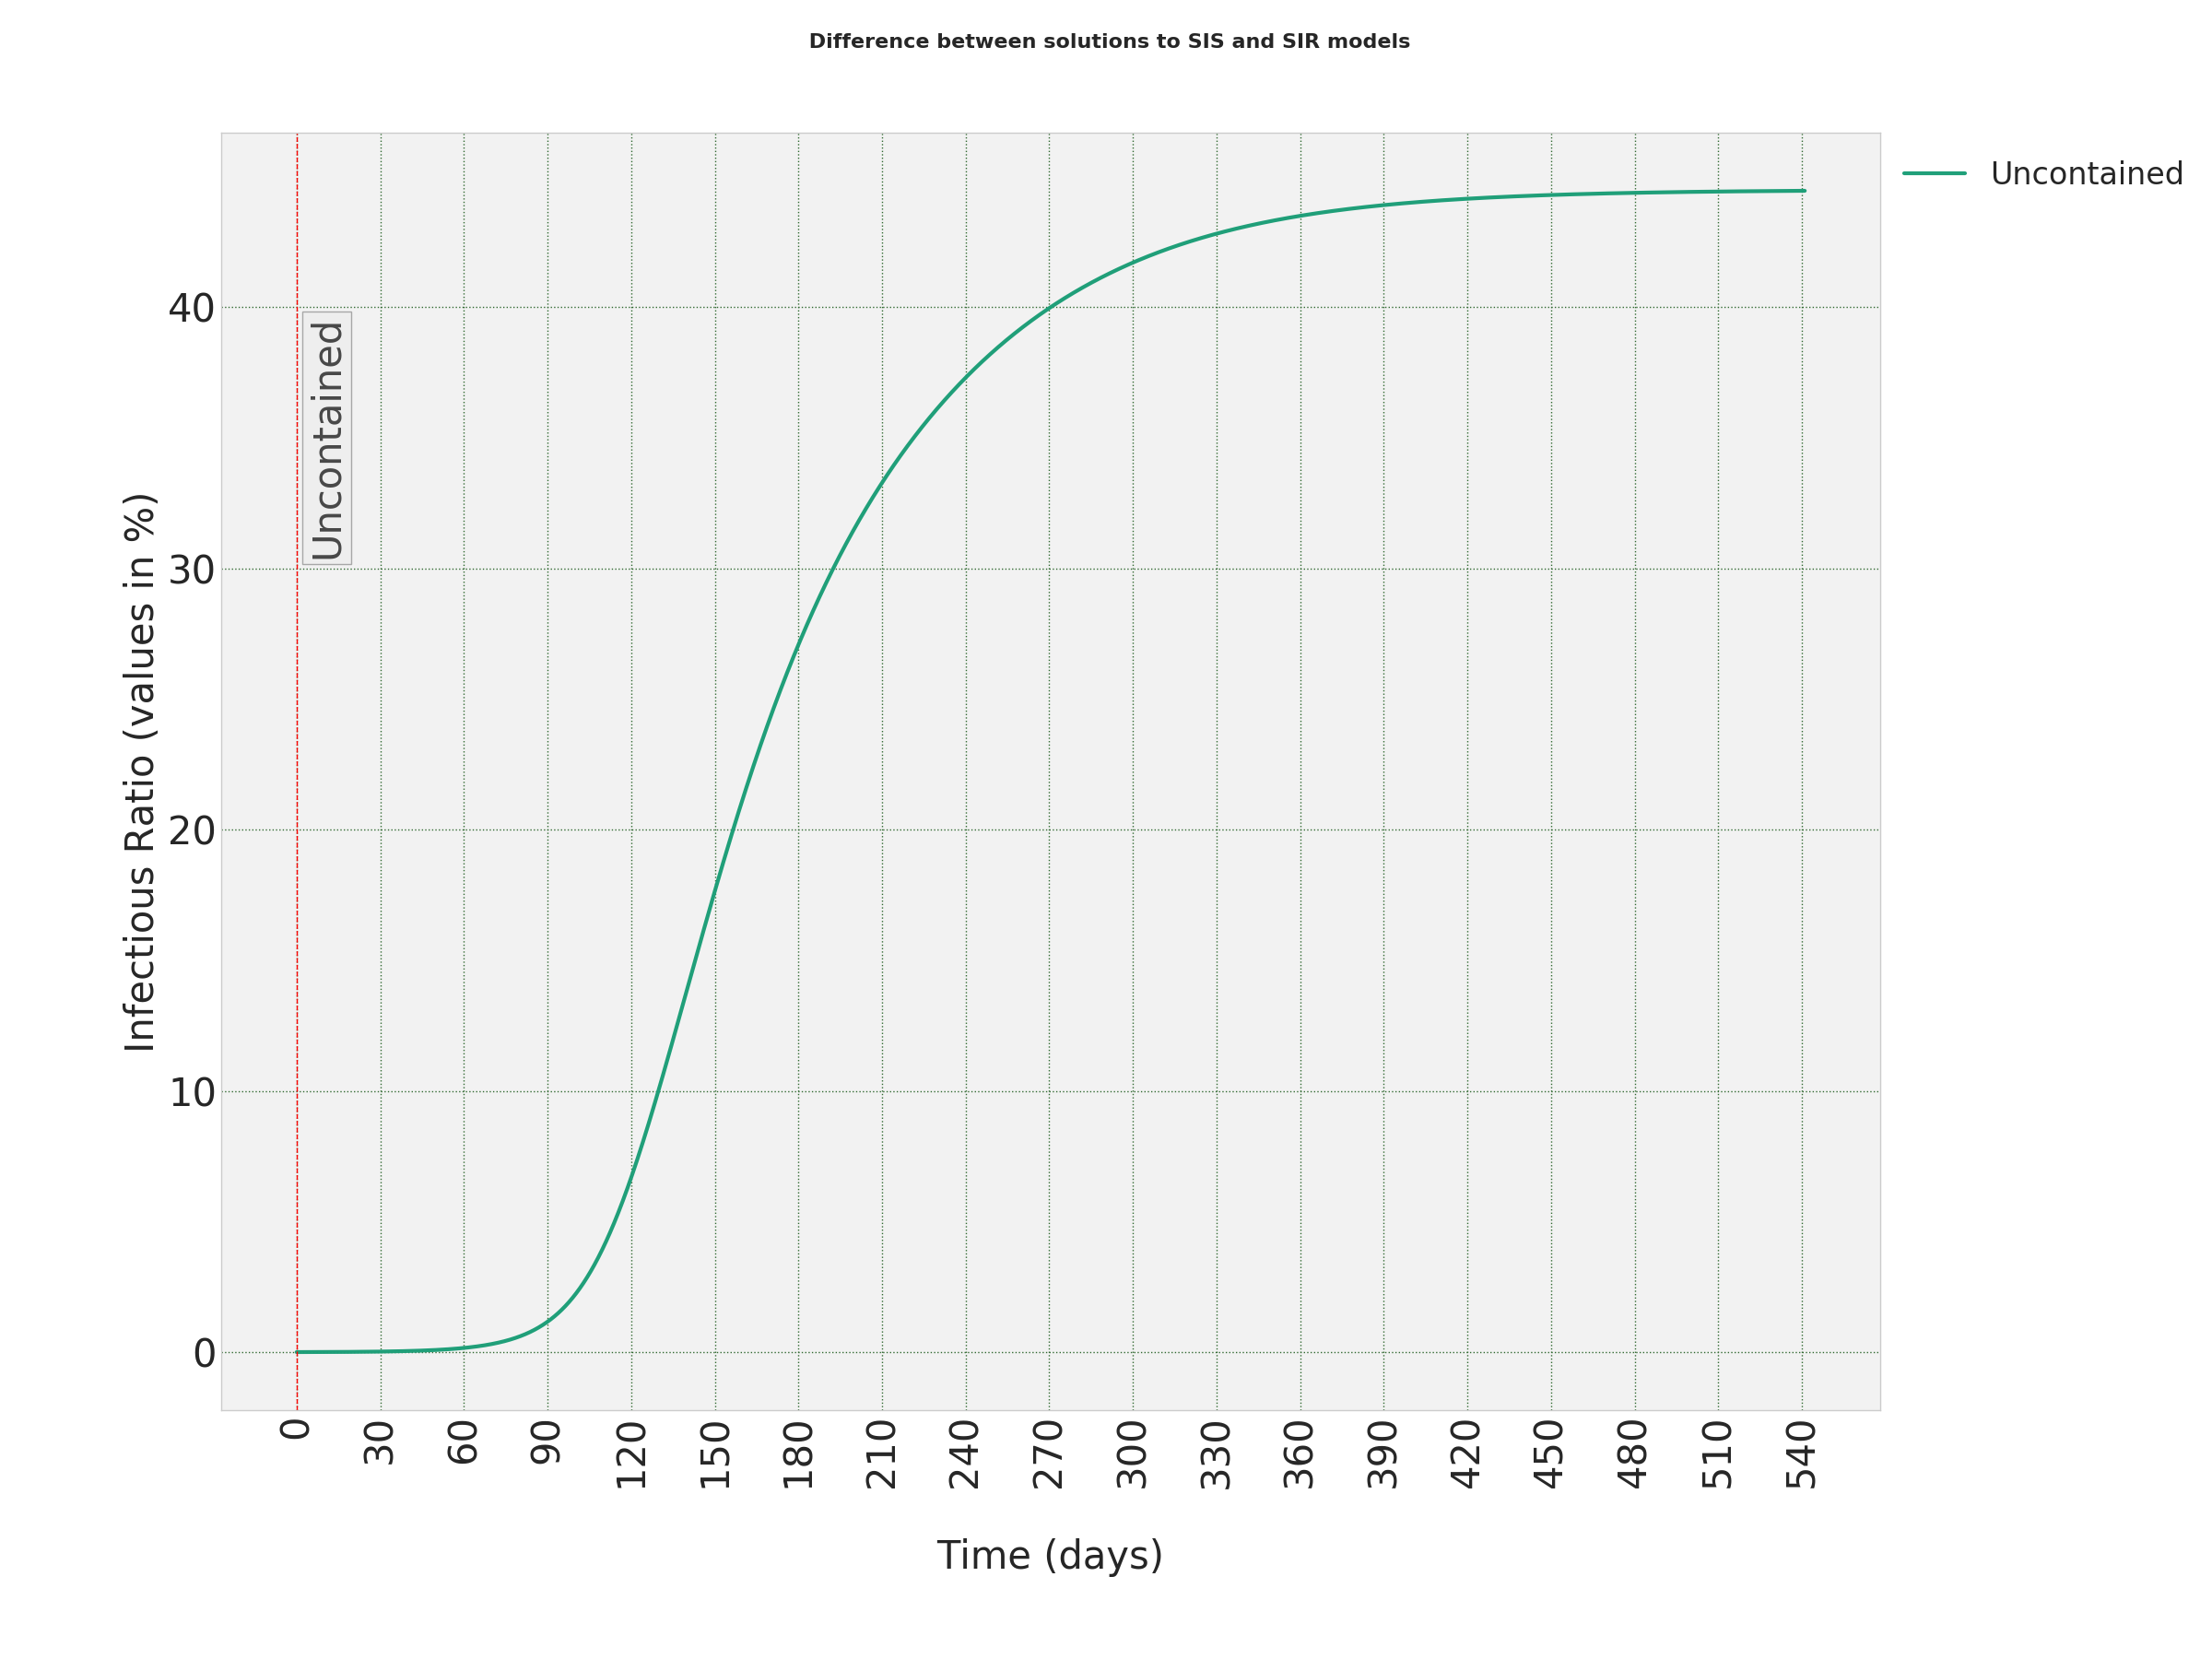 Difference between solutions to SIS and SIR models
Uncontained
Uncontained
Infectious Ratio (values in %)
40
30
20
10
0
0 30 60 90 120 150 180 210 240 270 300 330 360 390 420 450 480 510 540
Time (days)